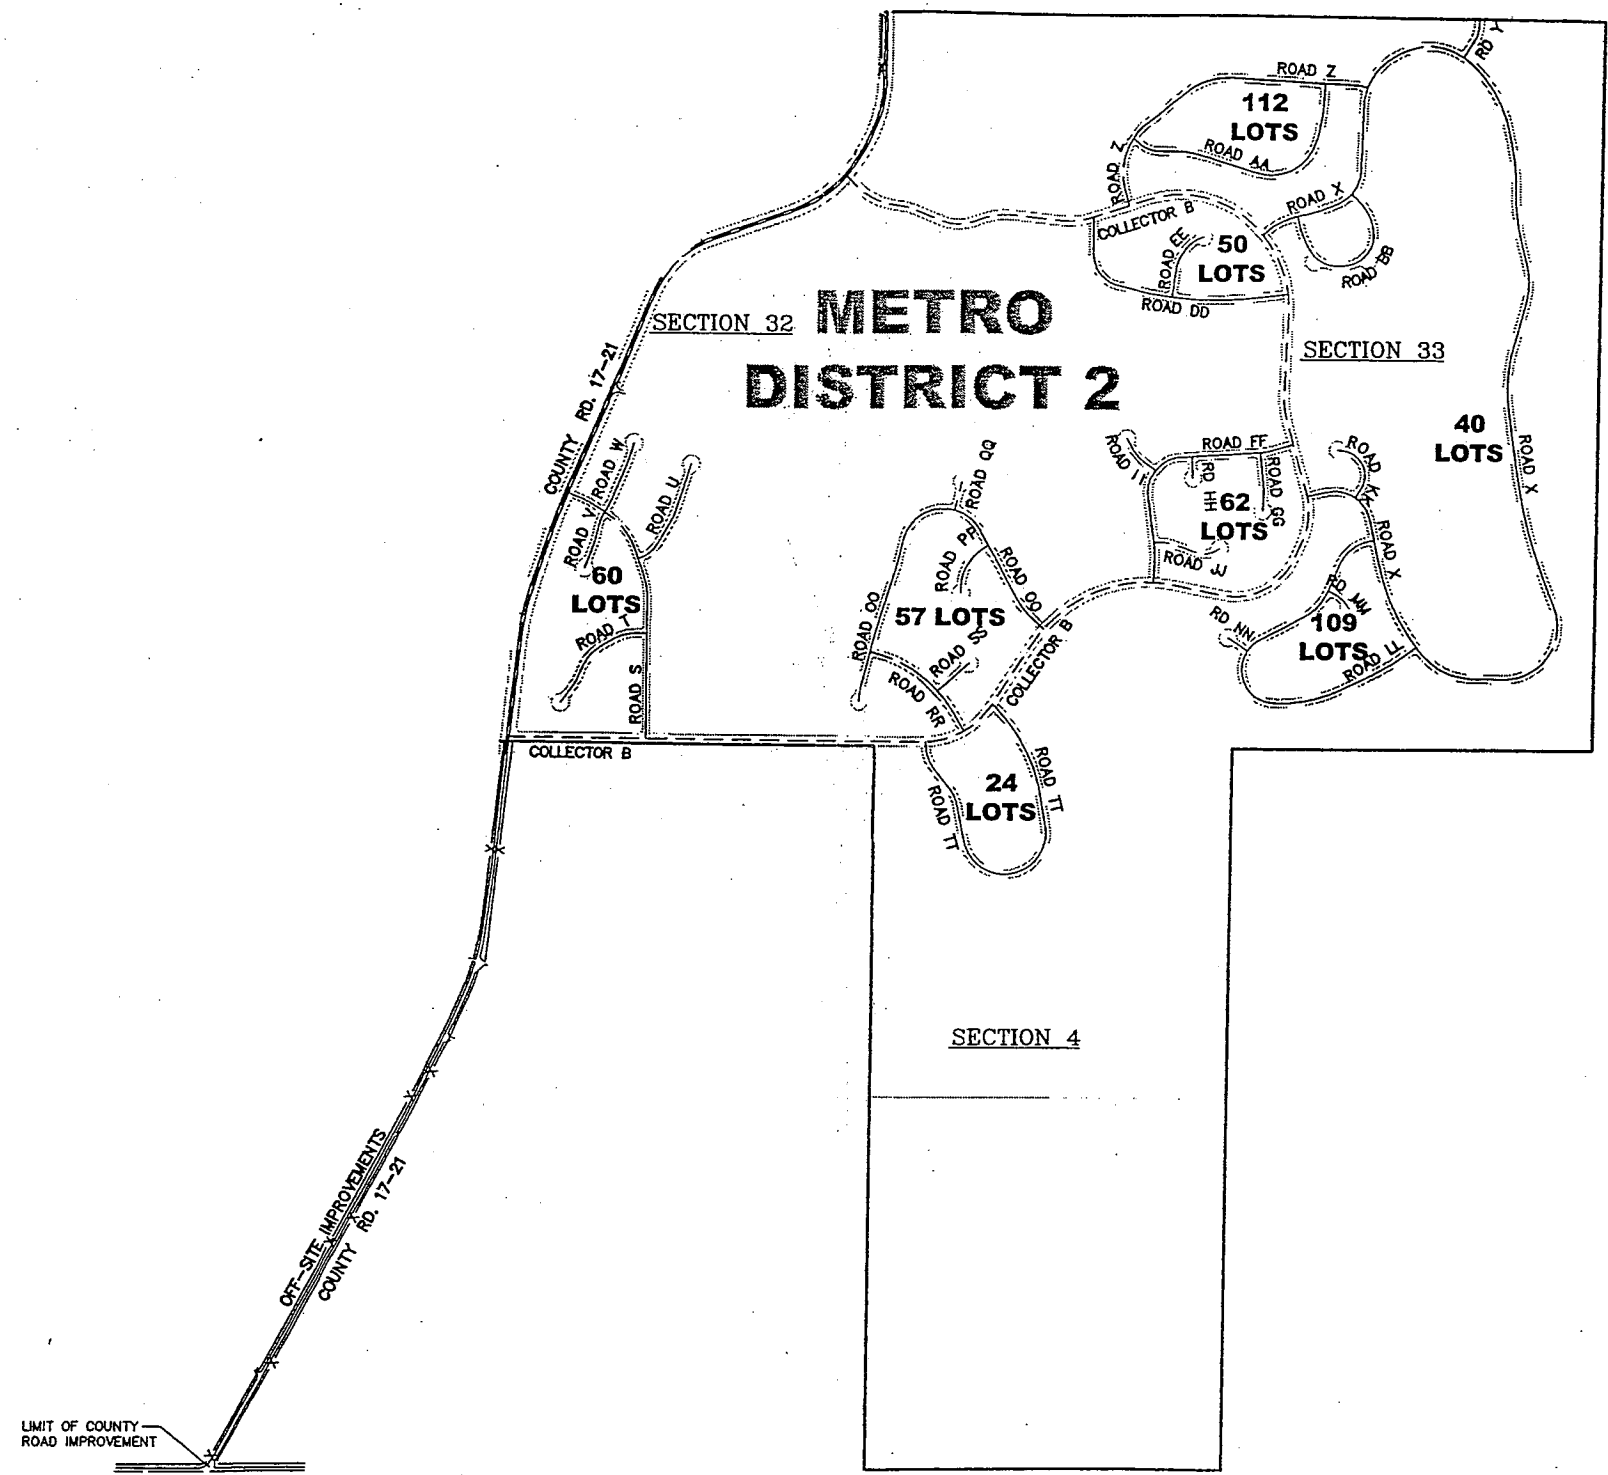 RD Y
ROAD Z
112
LOTS
ROAD AA
ROAD Z
ROAD X
COLLECTOR B
50
LOTS
ROAD EE
ROAD BB
ROAD DD
SECTION 32
METRO
DISTRICT 2
SECTION 33
COUNTY RD. 17-21
40
LOTS
ROAD X
ROAD W
ROAD U
ROAD V
60
LOTS
ROAD T
ROAD S
COLLECTOR B
ROAD QQ
ROAD PP
ROAD OO
ROAD OO
57 LOTS
ROAD SS
ROAD RR
COLLECTOR B
ROAD II
ROAD FF
RD HH
ROAD GG
62
LOTS
ROAD JJ
ROAD KK
ROAD X
RD MM
RD NN
109
LOTS
ROAD LL
24
LOTS
ROAD TT
ROAD TT
SECTION 4
OFF-SITE IMPROVEMENTS
COUNTY RD. 17-21
LIMIT OF COUNTY
ROAD IMPROVEMENT